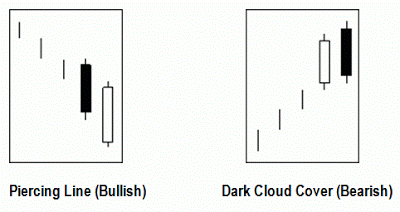 Piercing Line (Bullish)
Dark Cloud Cover (Bearish)